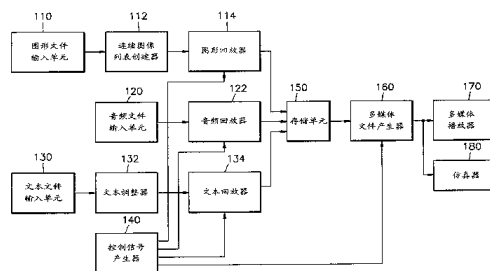 110
图形文件
输入单元
112
连续图像
列表创建器
114
图形回放器
120
音频文件
输入单元
122
音频回放器
130
文本文件
输入单元
132
文本调整器
134
文本回放器
140
控制信号
产生器
150
存储单元
160
多媒体
文件产生器
170
多媒体
播放器
180
仿真器